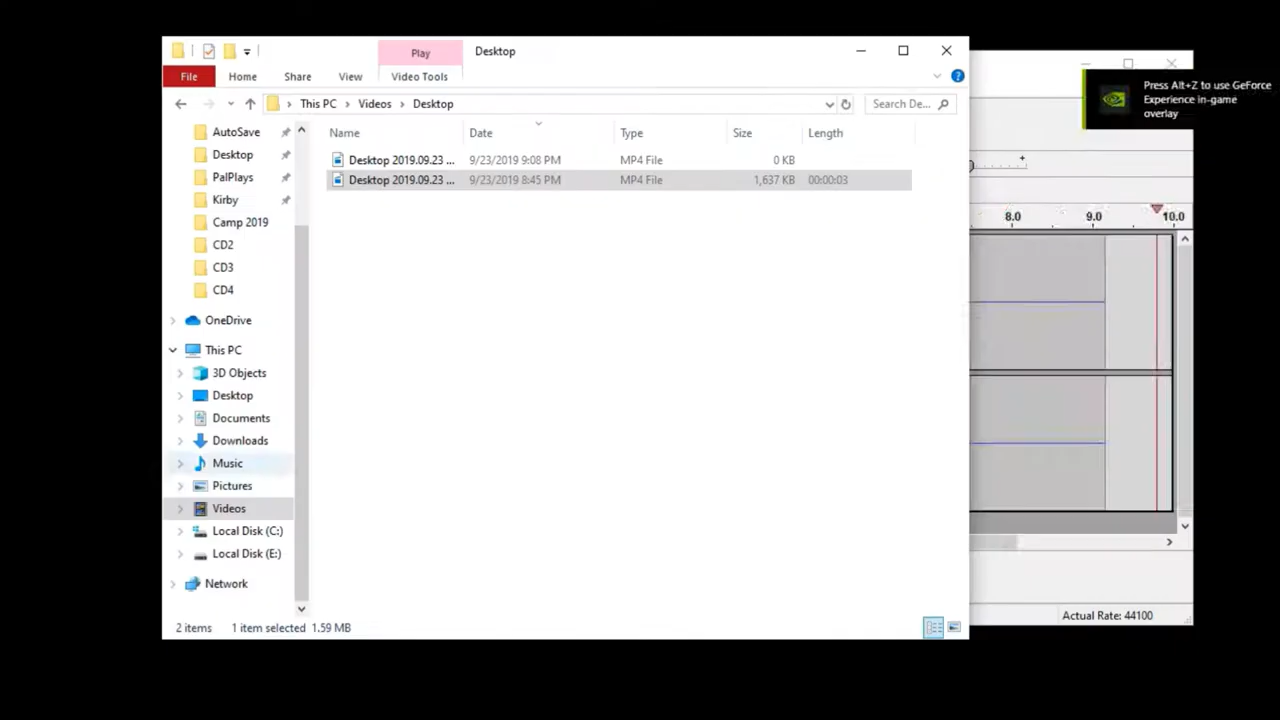 Play
Desktop
File
Home
Share
View
Video Tools
This PC
Videos
Desktop
Search De...
Press Alt+Z to use GeForce
Experience in-game
overlay
AutoSave
Desktop
PalPlays
Kirby
Camp 2019
CD2
CD3
CD4
OneDrive
This PC
3D Objects
Desktop
Documents
Downloads
Music
Pictures
Videos
Local Disk (C:)
Local Disk (E:)
Network
Name Date Type Size Length
Desktop 2019.09.23 ... 9/23/2019 9:08 PM MP4 File 0 KB
Desktop 2019.09.23 ... 9/23/2019 8:45 PM MP4 File 1,637 KB 00:00:03
8.0 9.0 10.0
2 items 1 item selected 1.59 MB
Actual Rate: 44100